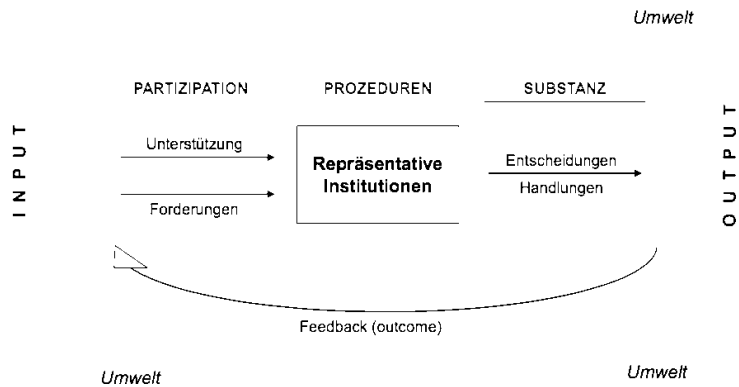 Umwelt
PARTIZIPATION
PROZEDUREN
SUBSTANZ
INPUT
Unterstützung
Forderungen
Repräsentative
Institutionen
Entscheidungen
Handlungen
OUTPUT
Feedback (outcome)
Umwelt
Umwelt